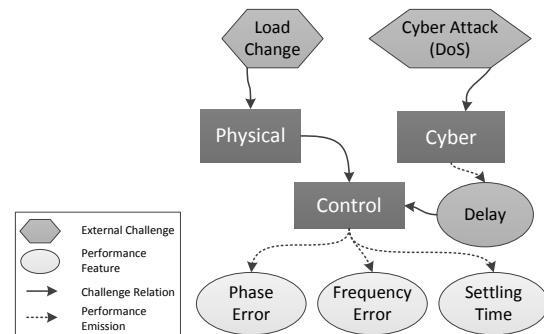 Load
Change
Cyber Attack
(DoS)
Physical
Cyber
Control
Delay
Phase
Error
Frequency
Error
Settling
Time
External Challenge
Performance
Feature
Challenge Relation
Performance
Emission